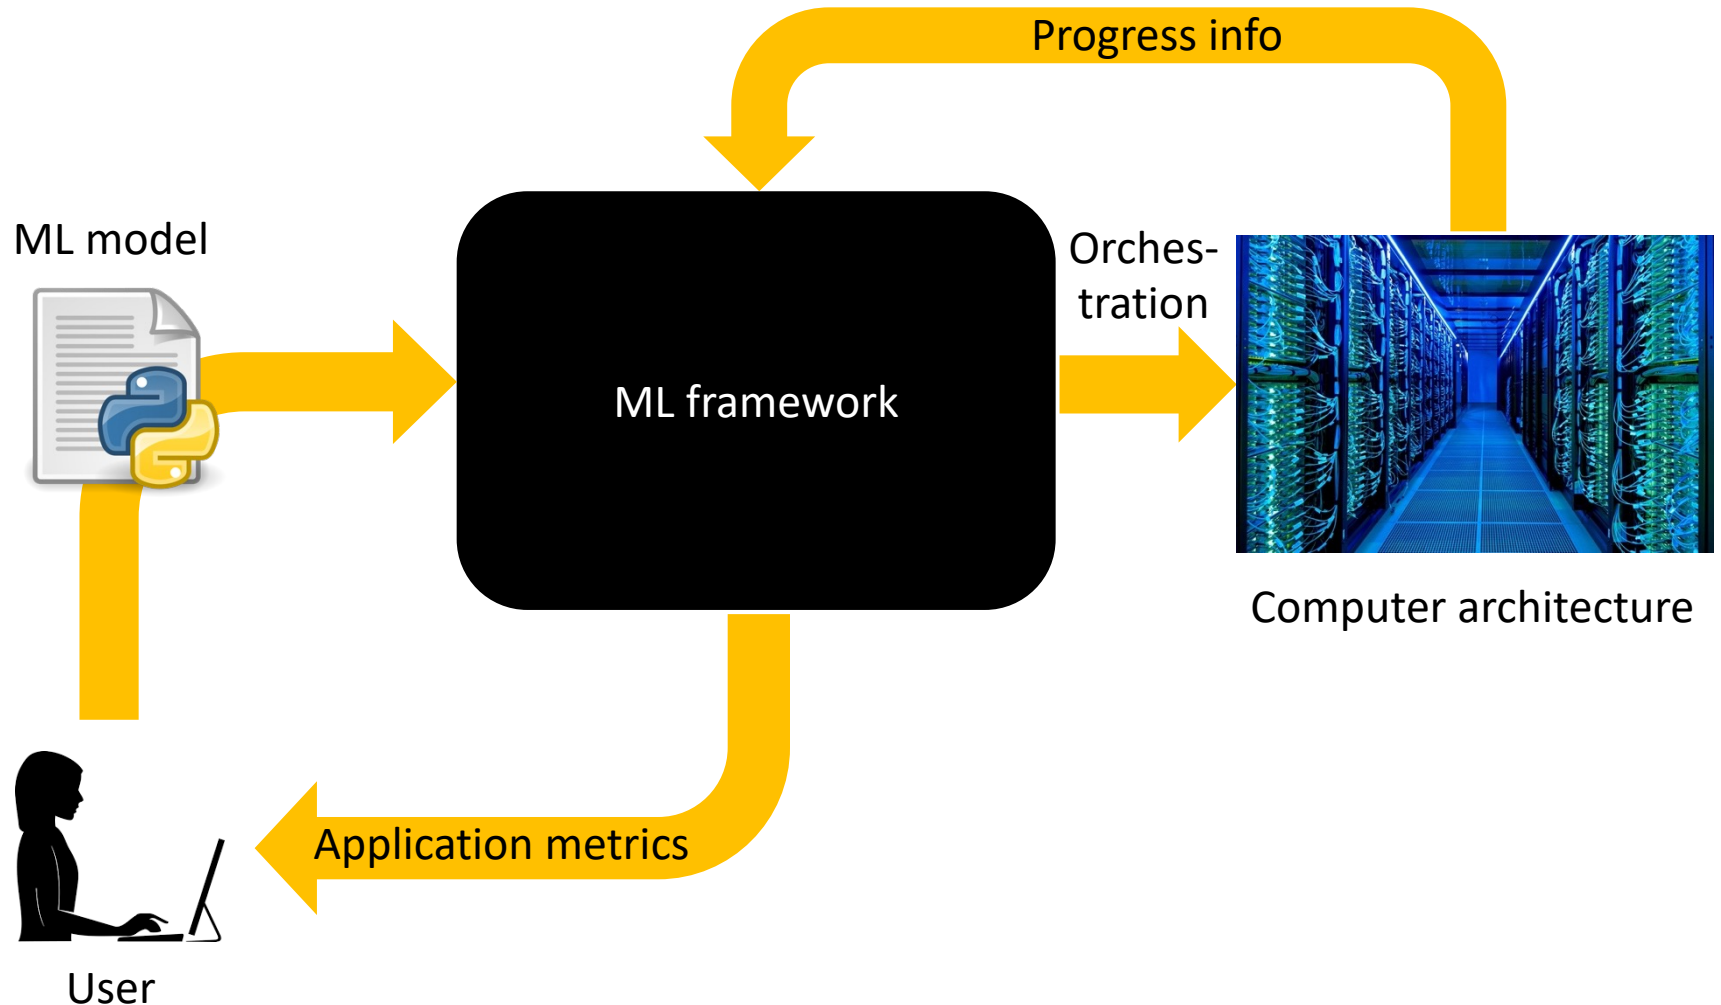 Progress info
ML model
Orches-
tration
ML framework
Computer architecture
Application metrics
User